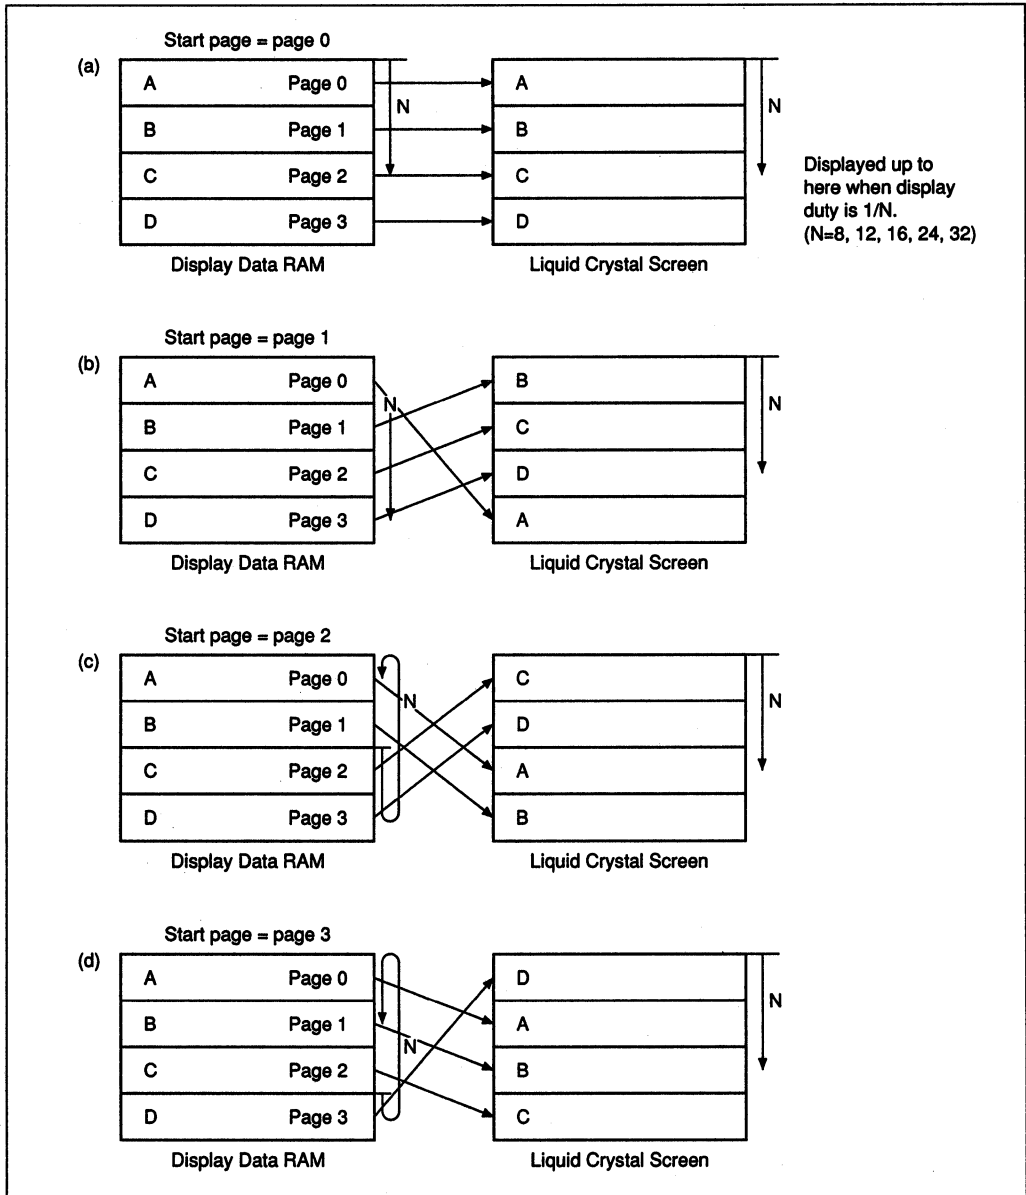 Start page = page 0
(a)
A Page 0 A
N N
B Page 1 B
C Page 2 C
D Page 3 D
Displayed up to
here when display
duty is 1/N.
(N=8, 12, 16, 24, 32)
Display Data RAM Liquid Crystal Screen
Start page = page 1
(b)
A Page 0 B
N N
B Page 1 C
C Page 2 D
D Page 3 A
Display Data RAM Liquid Crystal Screen
Start page = page 2
(c)
A Page 0 C
N N
B Page 1 D
C Page 2 A
D Page 3 B
Display Data RAM Liquid Crystal Screen
Start page = page 3
(d)
A Page 0 D
N
B Page 1 A
N
C Page 2 B
D Page 3 C
Display Data RAM Liquid Crystal Screen